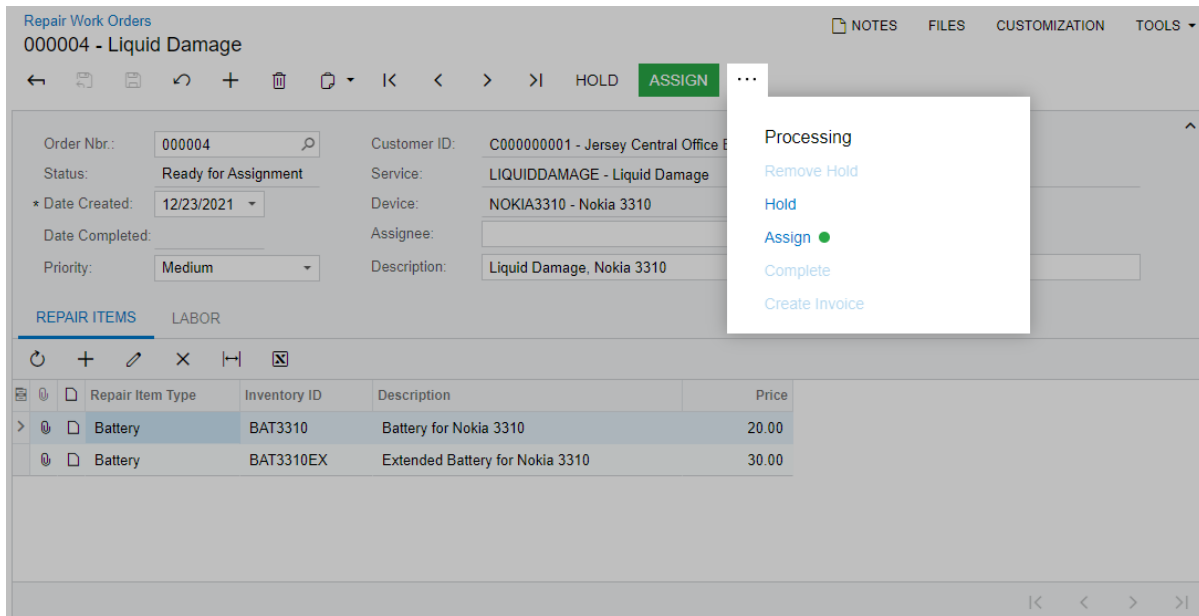 Repair Work Orders
NOTES FILES CUSTOMIZATION TOOLS
000004 - Liquid Damage
HOLD ASSIGN ...
Order Nbr.: 000004
Customer ID: C000000001 - Jersey Central Office
Status: Ready for Assignment
Service: LIQUIDDAMAGE - Liquid Damage
* Date Created: 12/23/2021
Device: NOKIA3310 - Nokia 3310
Date Completed:
Assignee:
Priority: Medium
Description: Liquid Damage, Nokia 3310
Processing
Remove Hold
Hold
Assign
Complete
Create Invoice
REPAIR ITEMS LABOR
Repair Item Type Inventory ID Description Price
Battery BAT3310 Battery for Nokia 3310 20.00
Battery BAT3310EX Extended Battery for Nokia 3310 30.00